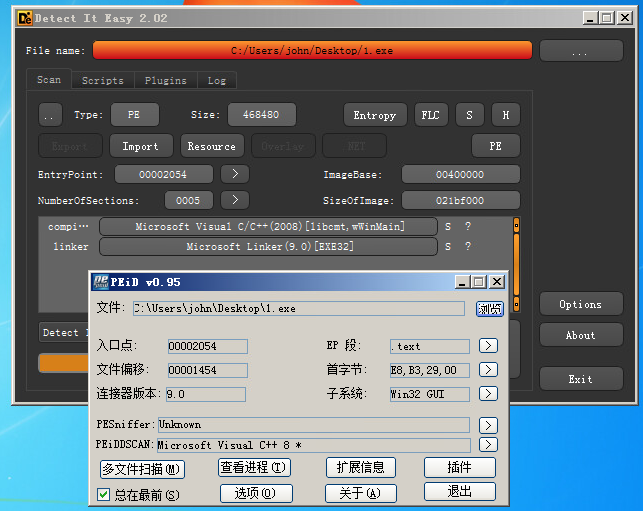 Detect It Easy 2.02
File name: C:/Users/john/Desktop/1.exe ...
Scan Scripts Plugins Log
.. Type: PE Size: 468480 Entropy FLC S H
Export Import Resource Overlay .NET PE
EntryPoint: 00002054 > ImageBase: 00400000
NumberOfSections: 0005 > SizeOfImage: 021bf000
compi… Microsoft Visual C/C++(2008)[libcmt,wWinMain] S ?
linker Microsoft Linker(9.0)[EXE32] S ?
Options
Detect
About
Exit
PEiD v0.95
文件: C:\Users\john\Desktop\1.exe 浏览
入口点: 00002054 EP 段: .text >
文件偏移: 00001454 首字节: E8,B3,29,00 >
连接器版本: 9.0 子系统: Win32 GUI >
PESniffer: Unknown >
PEiDDSCAN: Microsoft Visual C++ 8 * >
多文件扫描(M) 查看进程(T) 扩展信息 插件
总在最前(S) 选项(O) 关于(A) 退出